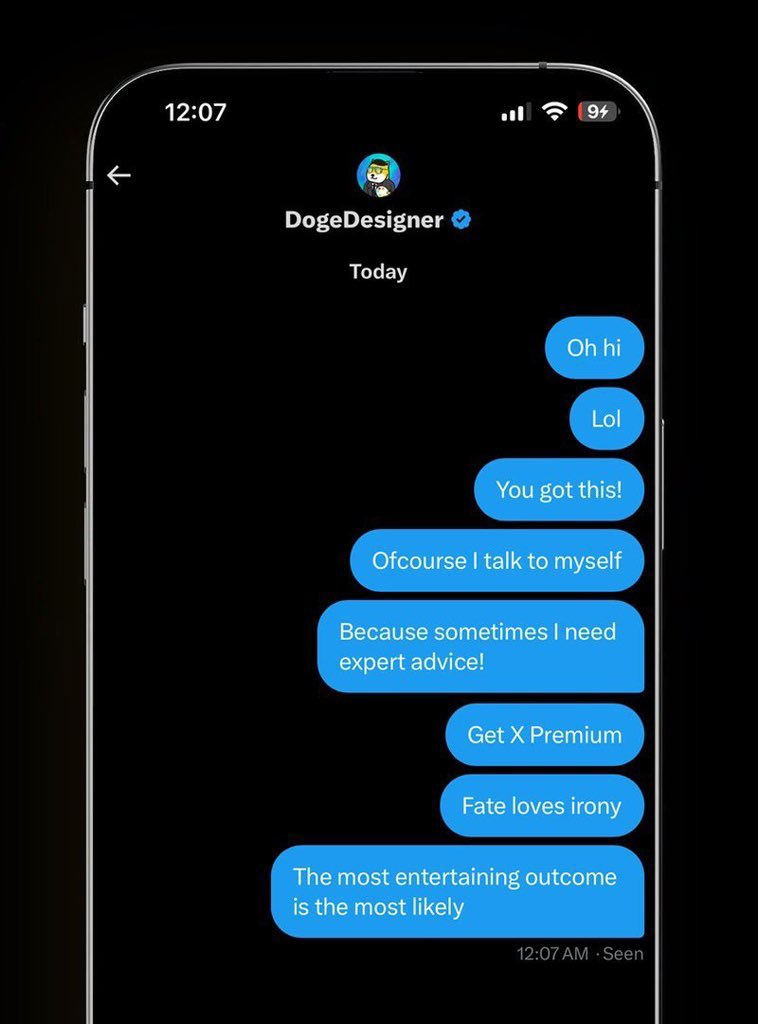 12:07
9
DogeDesigner
Today
Oh hi
Lol
You got this!
Ofcourse I talk to myself
Because sometimes I need
expert advice!
Get X Premium
Fate loves irony
The most entertaining outcome
is the most likely
12:07 AM · Seen